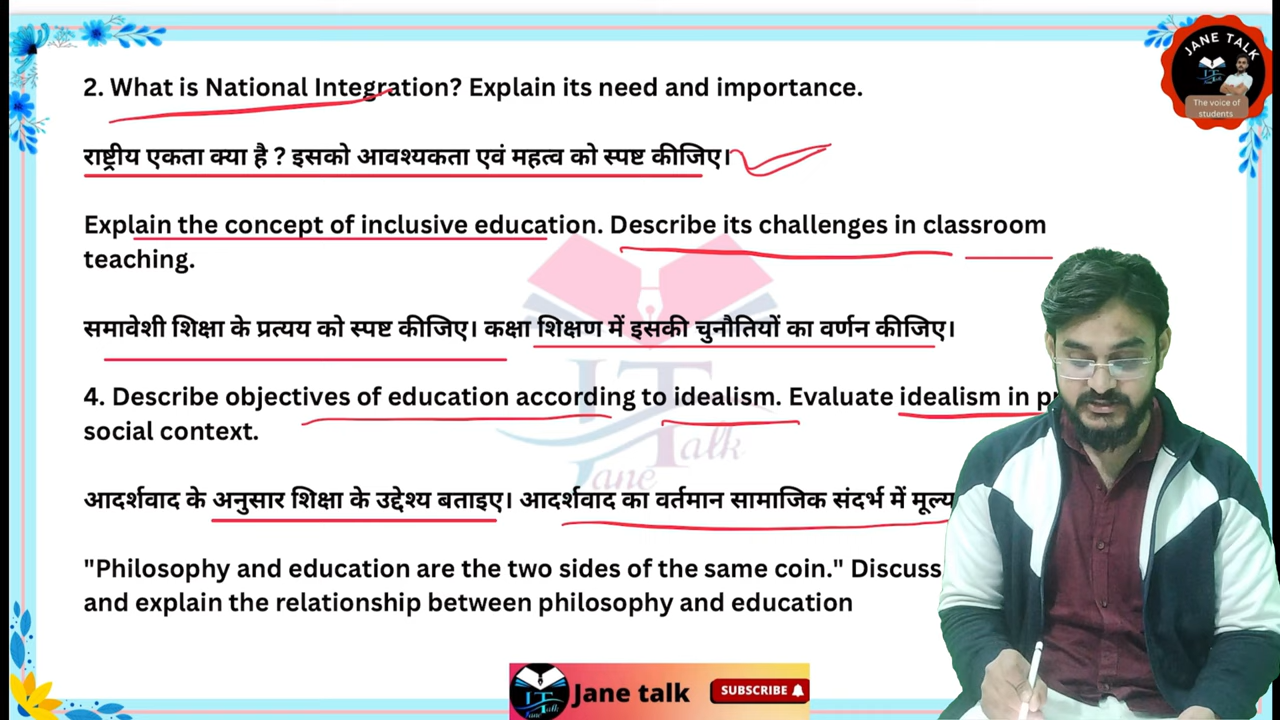 JANE TALK
The voice of
students
2. What is National Integration? Explain its need and importance.
राष्ट्रीय एकता क्या है ? इसको आवश्यकता एवं महत्व को स्पष्ट कीजिए।
Explain the concept of inclusive education. Describe its challenges in classroom
teaching.
समावेशी शिक्षा के प्रत्यय को स्पष्ट कीजिए। कक्षा शिक्षण में इसकी चुनौतियों का वर्णन कीजिए।
4. Describe objectives of education according to idealism. Evaluate idealism in
social context.
आदर्शवाद के अनुसार शिक्षा के उद्देश्य बताइए। आदर्शवाद का वर्तमान सामाजिक संदर्भ में
"Philosophy and education are the two sides of the same coin." Discuss
and explain the relationship between philosophy and education
Jane Talk
Jane talk
SUBSCRIBE